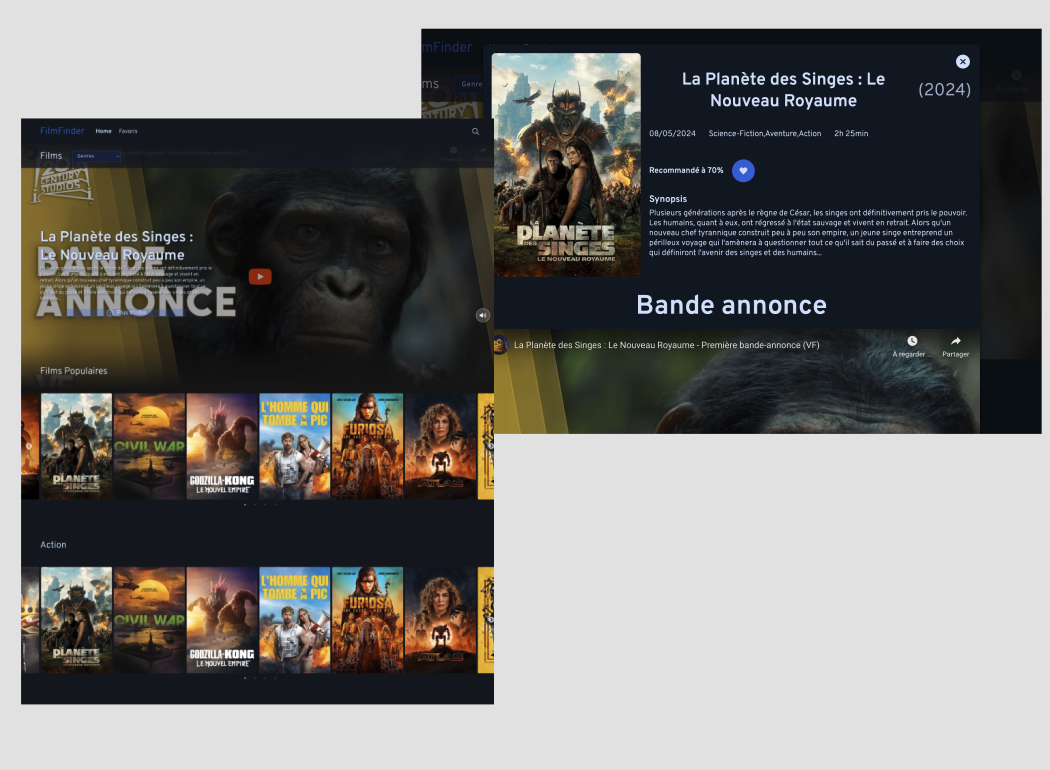 FilmFinder
Home
Favoris
Films
Genres
20th
CENTURY
STUDIOS
La Planète des Singes :
Le Nouveau Royaume
BANDE
ANNONCE
VF
Films Populaires
LA
PLANÈTE
DES
SINGES
CIVIL WAR
GODZILLA-KONG
LE NOUVEL EMPIRE
L'HOMME QUI
TOMBE À PIC
FURIOSA
ATLAS
Action
LA
PLANÈTE
DES
SINGES
CIVIL WAR
GODZILLA-KONG
LE NOUVEL EMPIRE
L'HOMME QUI
TOMBE À PIC
FURIOSA
ATLAS
mFinder
ms
Genre
LA
PLANÈTE
DES
SINGES
LE NOUVEAU ROYAUME
La Planète des Singes : Le
Nouveau Royaume
(2024)
08/05/2024
Science-Fiction,Aventure,Action
2h 25min
Recommandé à 70%
Synopsis
Plusieurs générations après le règne de César, les singes ont définitivement pris le pouvoir.
Les humains, quant à eux, ont régressé à l'état sauvage et vivent en retrait. Alors qu'un
nouveau chef tyrannique construit peu à peu son empire, un jeune singe entreprend un
périlleux voyage qui l'amènera à questionner tout ce qu'il sait du passé et à faire des choix
qui définiront l'avenir des singes et des humains...
Bande annonce
La Planète des Singes : Le Nouveau Royaume - Première bande-annonce (VF)
À regarder ...
Partager